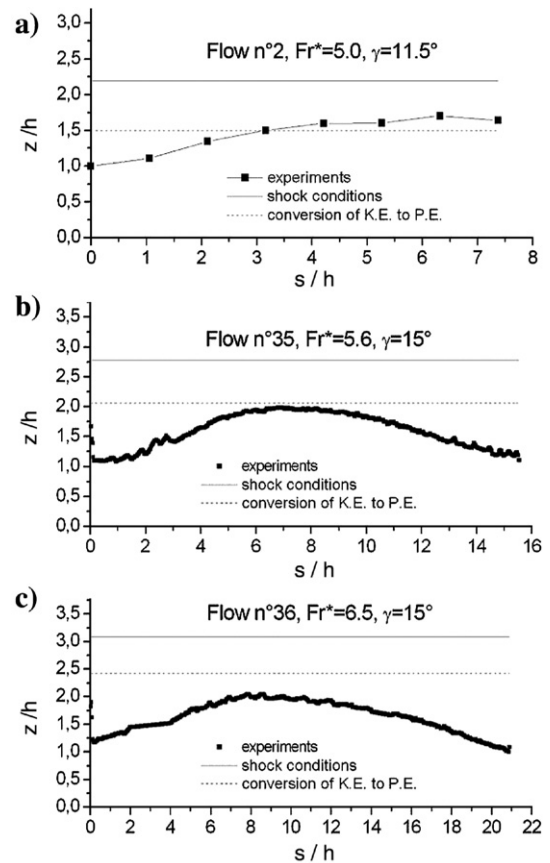 a)
Flow n°2, Fr*=5.0, γ=11.5°
3,0
2,5
2,0
1,5
1,0
0,5
0,0
z/h
experiments
shock conditions
conversion of K.E. to P.E.
0 1 2 3 4 5 6 7 8
s / h
b)
Flow n°35, Fr*=5.6, γ=15°
3,5
3,0
2,5
2,0
1,5
1,0
0,5
0,0
z/h
experiments
shock conditions
conversion of K.E. to P.E.
0 2 4 6 8 10 12 14 16
s / h
c)
Flow n°36, Fr*=6.5, γ=15°
3,5
3,0
2,5
2,0
1,5
1,0
0,5
0,0
z/h
experiments
shock conditions
conversion of K.E. to P.E.
0 2 4 6 8 10 12 14 16 18 20 22
s / h